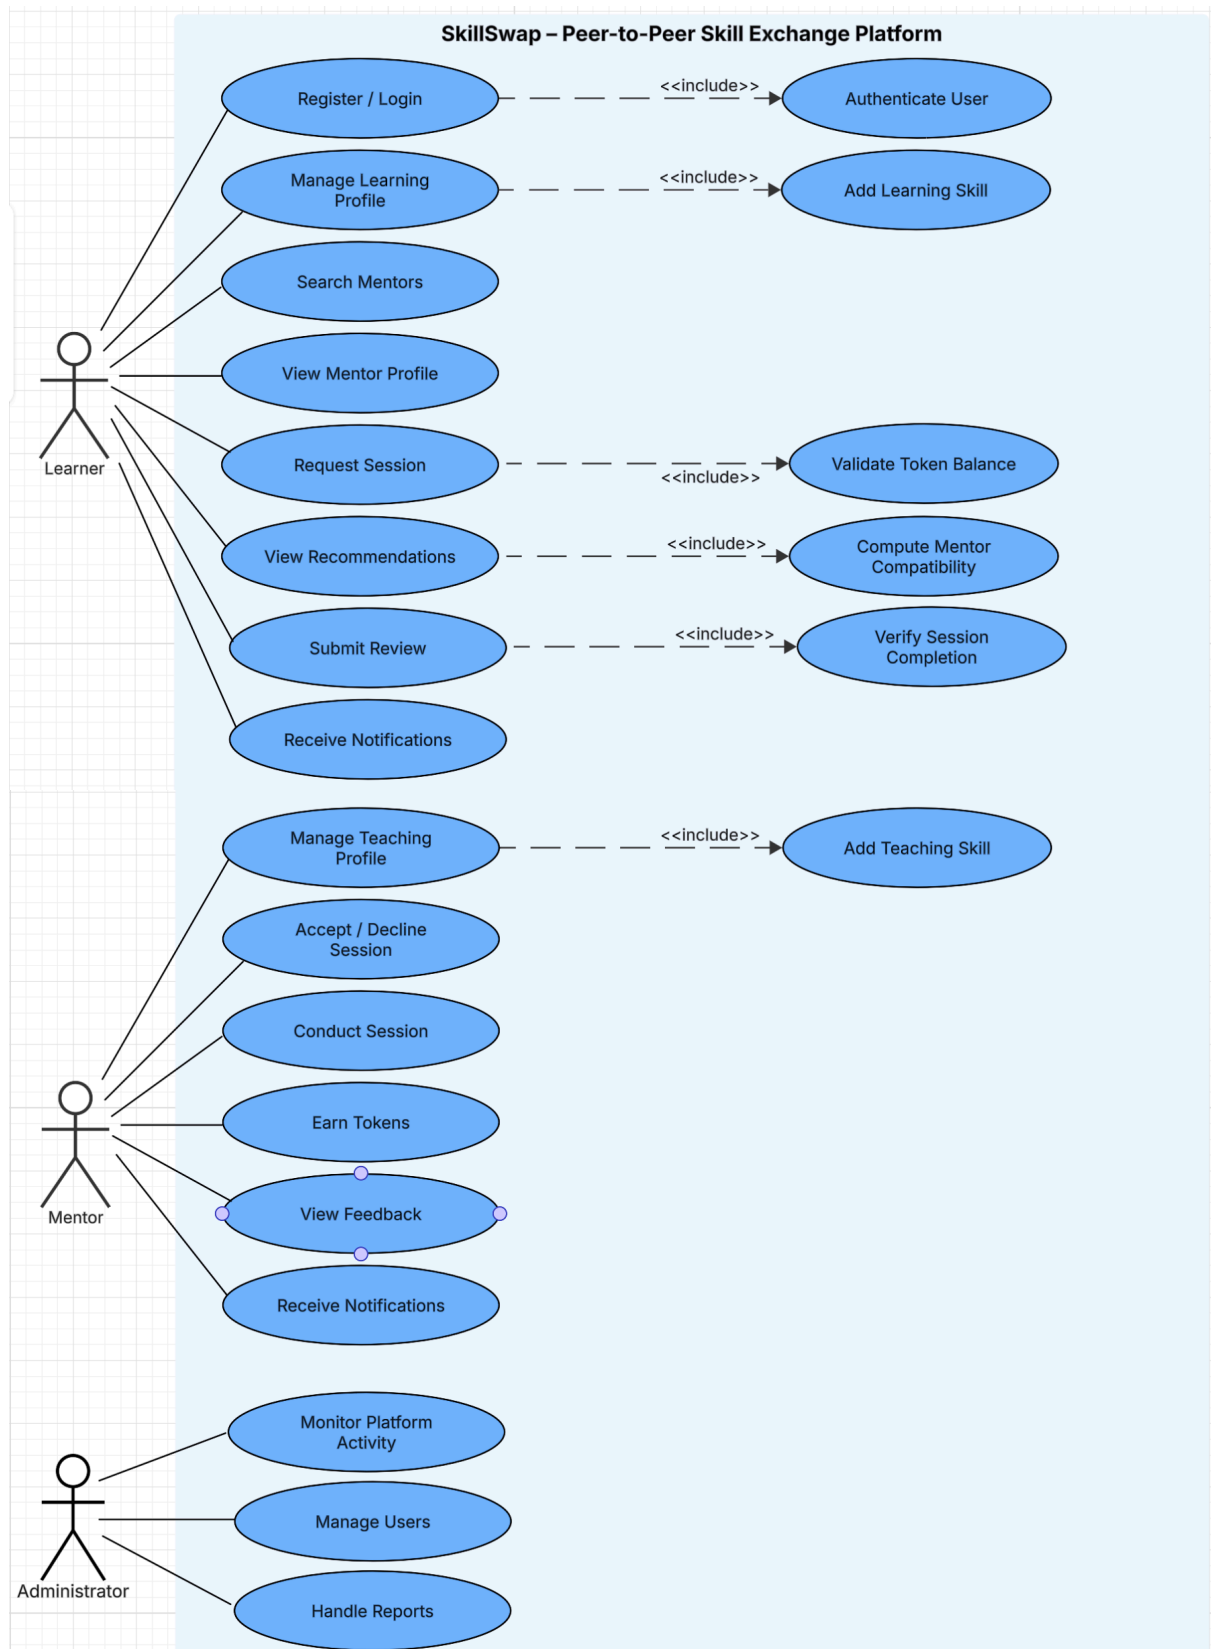 SkillSwap – Peer-to-Peer Skill Exchange Platform
Register / Login
<<include>>
Authenticate User
Manage Learning
Profile
<<include>>
Add Learning Skill
Search Mentors
View Mentor Profile
Learner
Request Session
<<include>>
Validate Token Balance
View Recommendations
<<include>>
Compute Mentor
Compatibility
Submit Review
<<include>>
Verify Session
Completion
Receive Notifications
Manage Teaching
Profile
<<include>>
Add Teaching Skill
Accept / Decline
Session
Conduct Session
Earn Tokens
Mentor
View Feedback
Receive Notifications
Monitor Platform
Activity
Manage Users
Administrator
Handle Reports